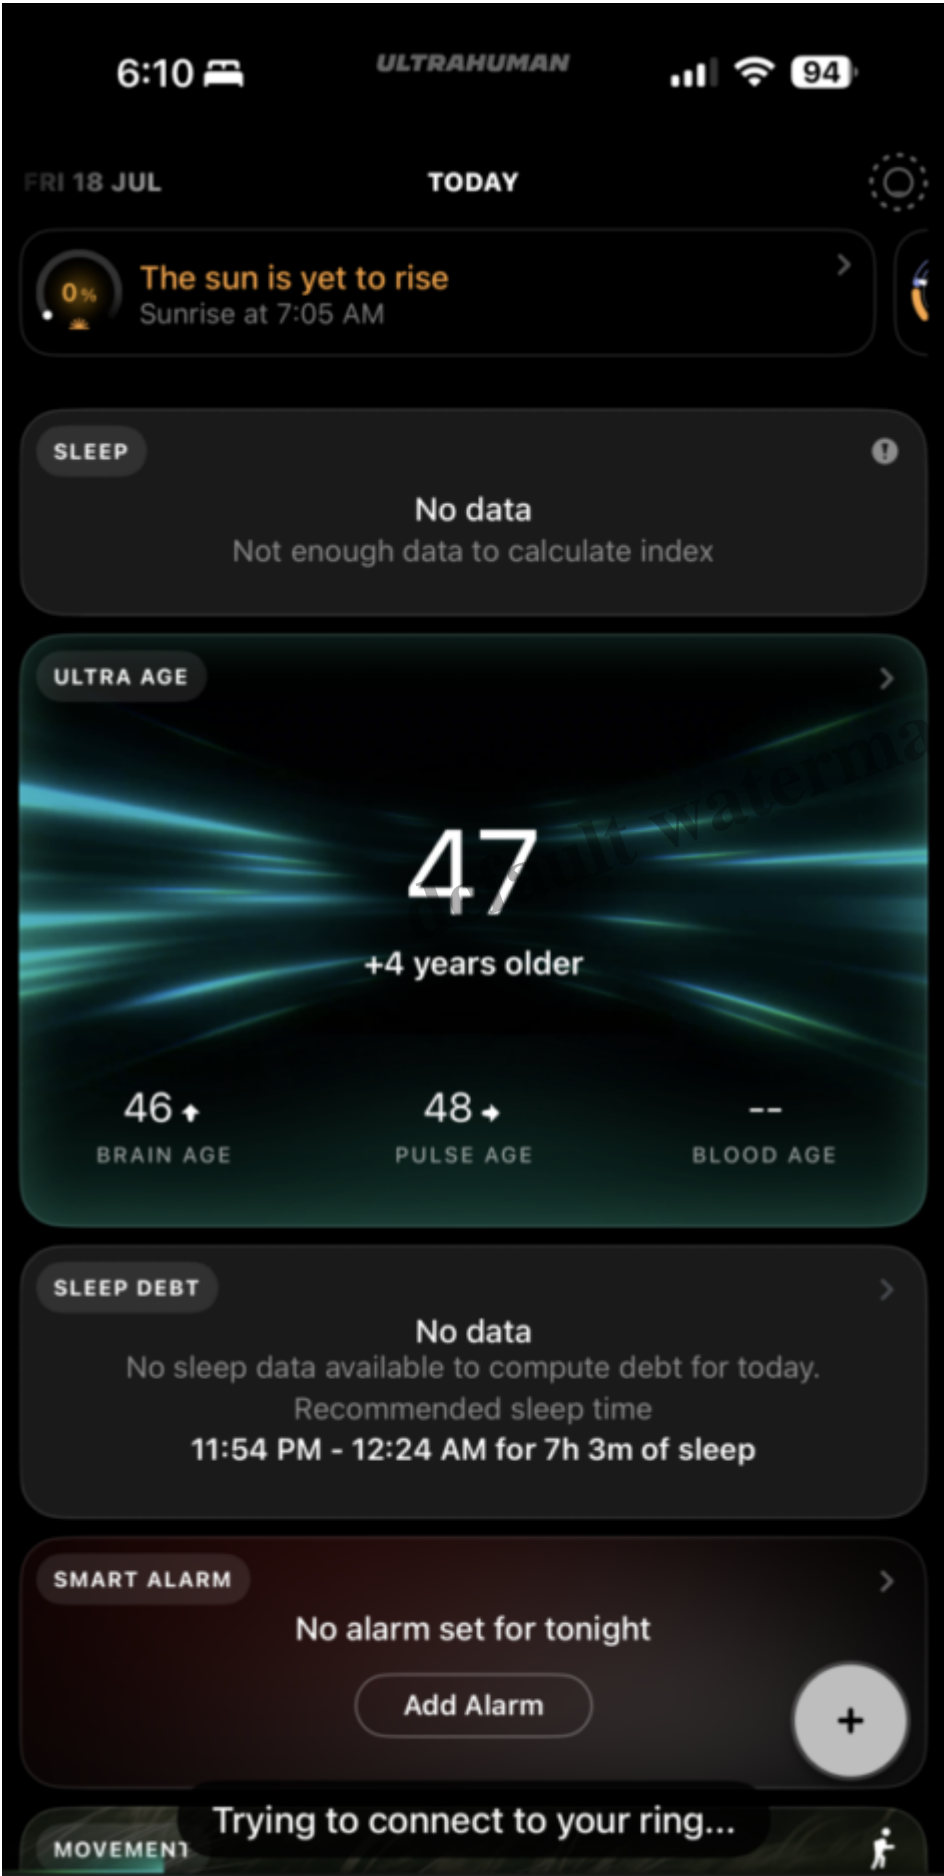 6:10
ULTRAHUMAN
94
FRI 18 JUL
TODAY
0%
The sun is yet to rise
Sunrise at 7:05 AM
SLEEP
No data
Not enough data to calculate index
ULTRA AGE
47
+4 years older
46
48
--
BRAIN AGE
PULSE AGE
BLOOD AGE
default waterma
SLEEP DEBT
No data
No sleep data available to compute debt for today.
Recommended sleep time
11:54 PM - 12:24 AM for 7h 3m of sleep
SMART ALARM
No alarm set for tonight
Add Alarm
+
Trying to connect to your ring...
MOVEMENT